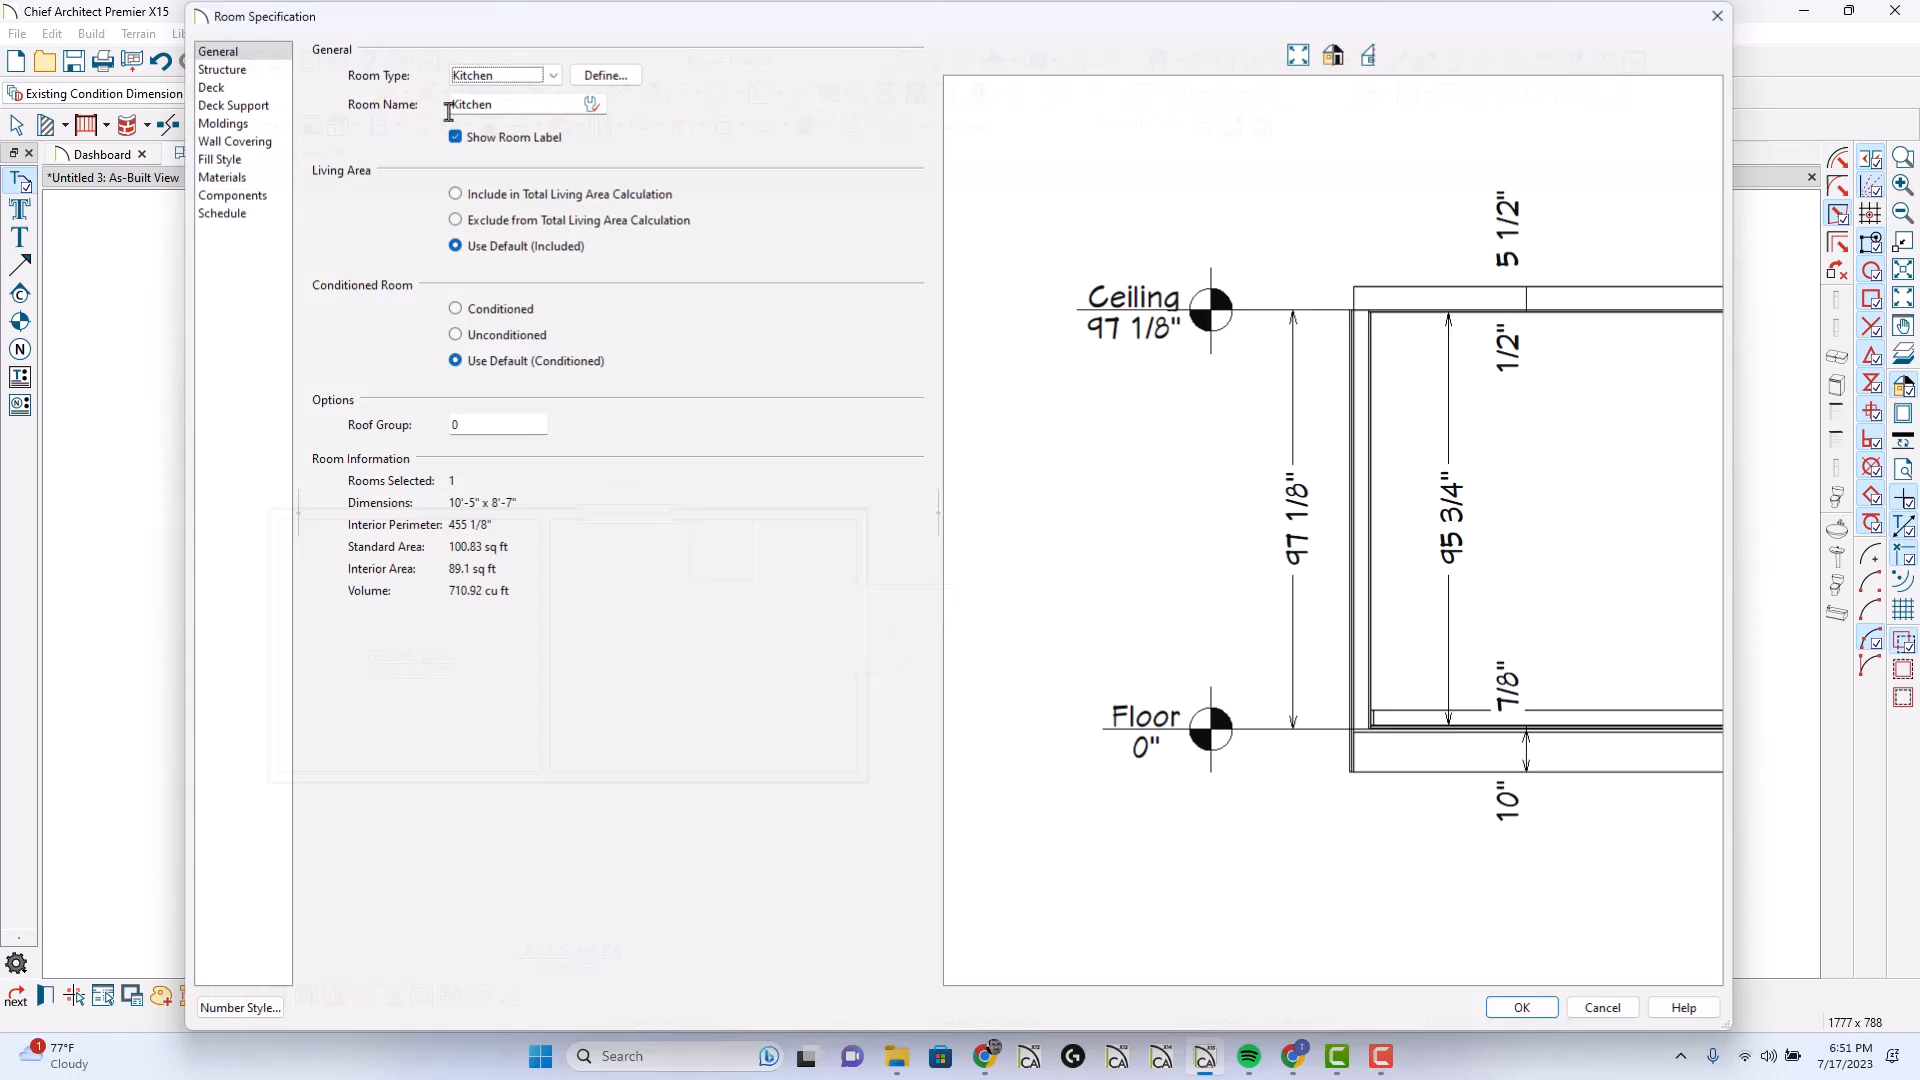 Chief Architect Premier X15
Room Specification
File Edit Build Terrain
Existing Condition Dimension
Dashboard
*Untitled 3: As-Built View
General
Structure
Deck
Deck Support
Moldings
Wall Covering
Fill Style
Materials
Components
Schedule
General
Room Type: Kitchen Define...
Room Name: Kitchen
Show Room Label
Living Area
Include in Total Living Area Calculation
Exclude from Total Living Area Calculation
Use Default (Included)
Conditioned Room
Conditioned
Unconditioned
Use Default (Conditioned)
Options
Roof Group: 0
Room Information
Rooms Selected: 1
Dimensions: 10'-5" x 8'-7"
Interior Perimeter: 455 1/8"
Standard Area: 100.83 sq ft
Interior Area: 89.1 sq ft
Volume: 710.92 cu ft
Ceiling
97 1/8"
5 1/2"
1/2"
97 1/8"
95 3/4"
7/8"
Floor
0"
10"
Number Style...
OK Cancel Help
next
1777 x 788
1
77°F
Cloudy
Search
6:51 PM
7/17/2023